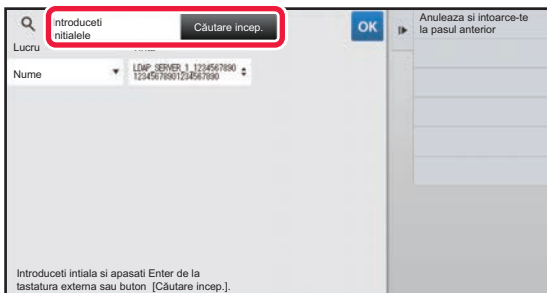 ntroduceti
nitialele
Căutare incep.
OK
Anuleaza si intoarce-te
la pasul anterior
Lucru
Nume
LDAP_SERVER_1_1234567890
12345678901234567890
Introduceti intiala si apasati Enter de la
tastatura externa sau buton [Căutare incep.].